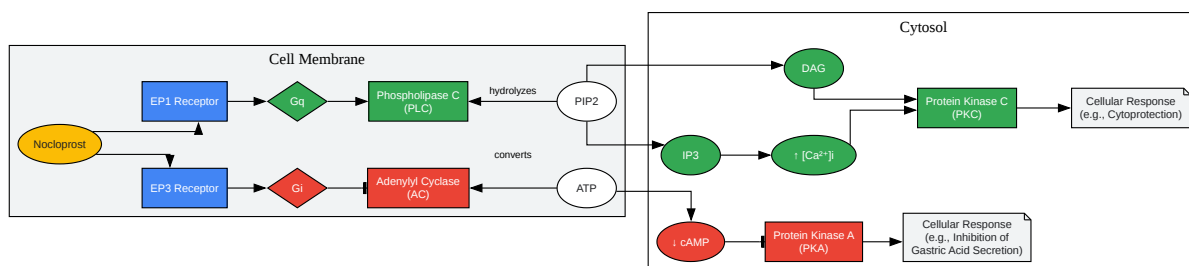 Cell Membrane
Nocloprost
EP1 Receptor
Gq
Phospholipase C
(PLC)
hydrolyzes
PIP2
EP3 Receptor
Gi
Adenylyl Cyclase
(AC)
converts
ATP
Cytosol
DAG
IP3
↑ [Ca²⁺]i
Protein Kinase C
(PKC)
Cellular Response
(e.g., Cytoprotection)
↓ cAMP
Protein Kinase A
(PKA)
Cellular Response
(e.g., Inhibition of
Gastric Acid Secretion)